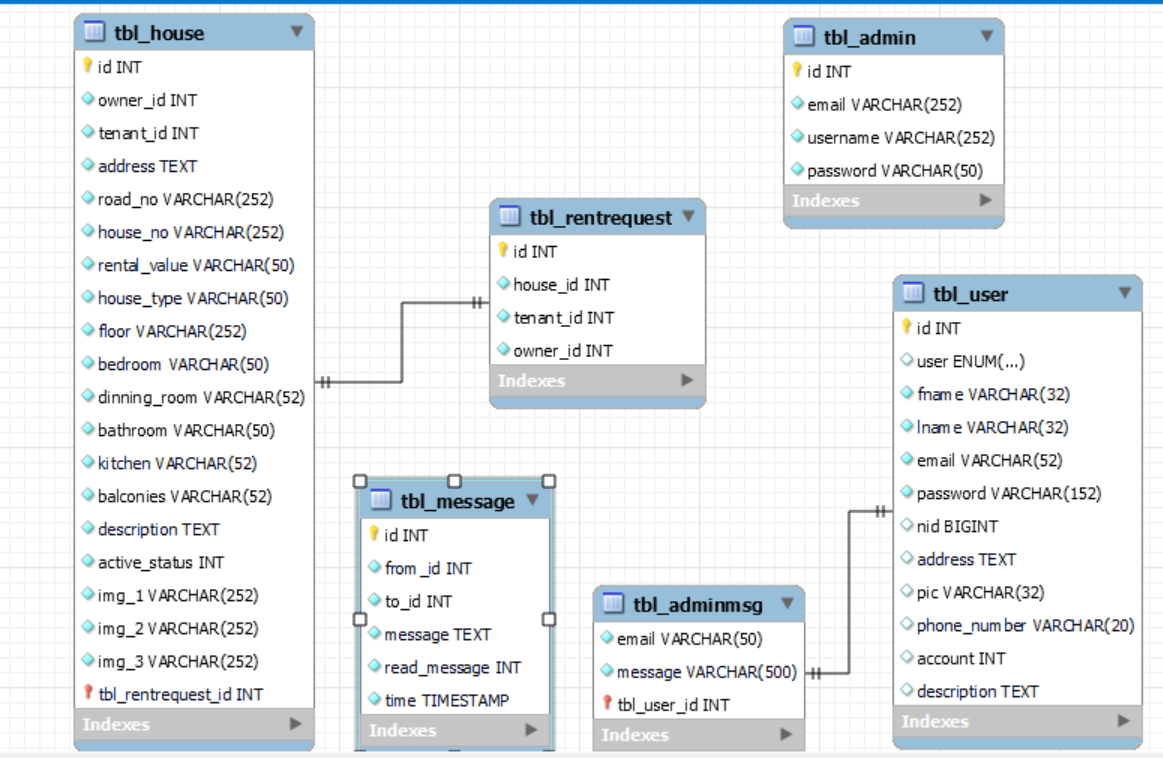 tbl_house
id INT
owner_id INT
tenant_id INT
address TEXT
road_no VARCHAR(252)
house_no VARCHAR(252)
rental_value VARCHAR(50)
house_type VARCHAR(50)
floor VARCHAR(252)
bedroom VARCHAR(50)
dinning_room VARCHAR(52)
bathroom VARCHAR(50)
kitchen VARCHAR(52)
balconies VARCHAR(52)
description TEXT
active_status INT
img_1 VARCHAR(252)
img_2 VARCHAR(252)
img_3 VARCHAR(252)
tbl_rentrequest_id INT
Indexes
tbl_rentrequest
id INT
house_id INT
tenant_id INT
owner_id INT
Indexes
tbl_message
id INT
from_id INT
to_id INT
message TEXT
read_message INT
time TIMESTAMP
Indexes
tbl_adminmsg
email VARCHAR(50)
message VARCHAR(500)
tbl_user_id INT
Indexes
tbl_admin
id INT
email VARCHAR(252)
username VARCHAR(252)
password VARCHAR(50)
Indexes
tbl_user
id INT
user ENUM(...)
fname VARCHAR(32)
lname VARCHAR(32)
email VARCHAR(52)
password VARCHAR(152)
nid BIGINT
address TEXT
pic VARCHAR(32)
phone_number VARCHAR(20)
account INT
description TEXT
Indexes